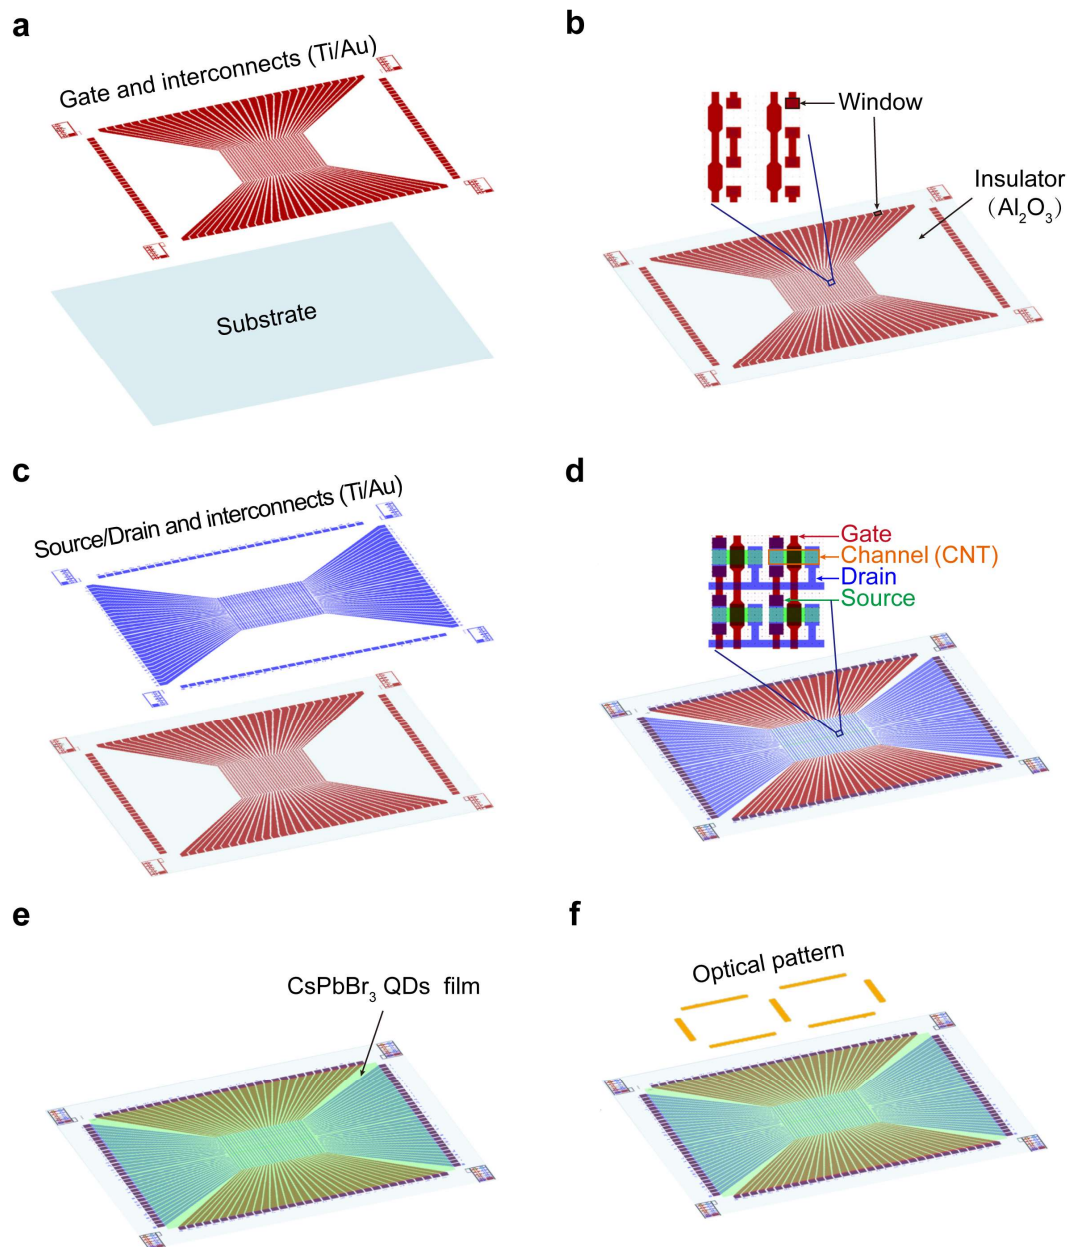 a
Gate and interconnects (Ti/Au)
Substrate
b
Window
Insulator
(Al₂O₃)
c
Source/Drain and interconnects (Ti/Au)
d
Gate
Channel (CNT)
Drain
Source
e
CsPbBr₃ QDs film
f
Optical pattern